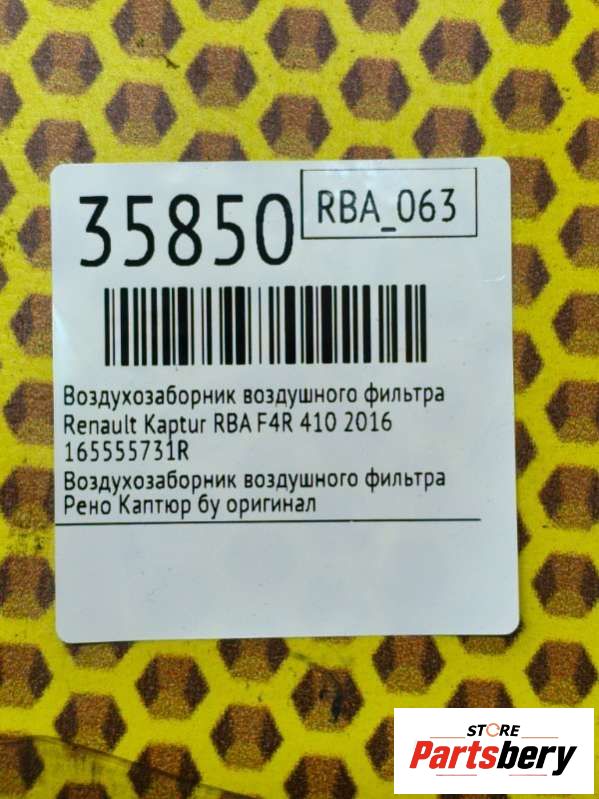 35850
RBA_063
Воздухозаборник воздушного фильтра
Renault Kaptur RBA F4R 410 2016
165555731R
Воздухозаборник воздушного фильтра
Рено Каптюр бу оригинал
STORE
Partsbery